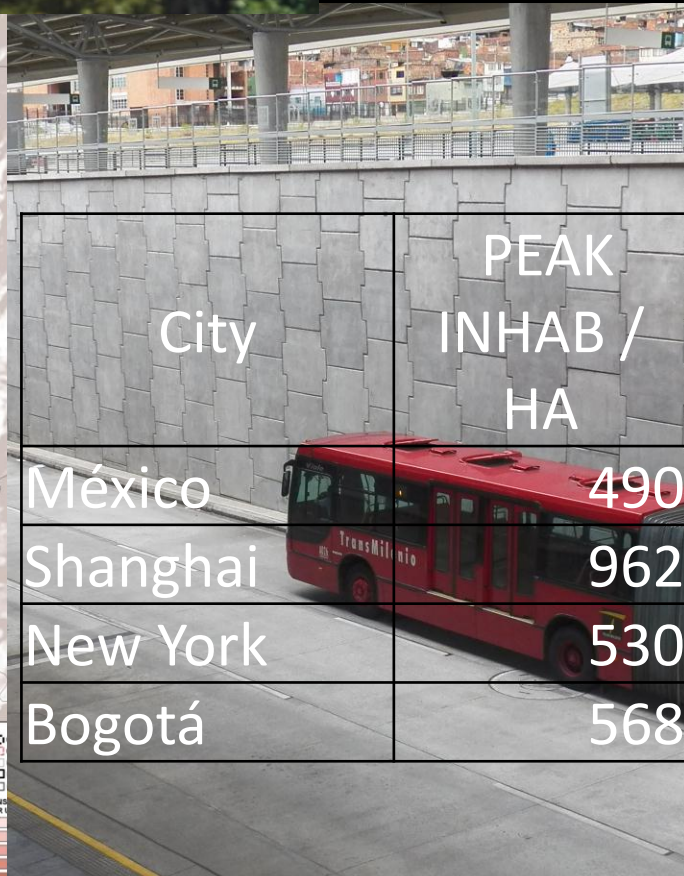 City
PEAK
INHAB /
HA
México 490
Shanghai 962
New York 530
Bogotá 568
TransMilenio